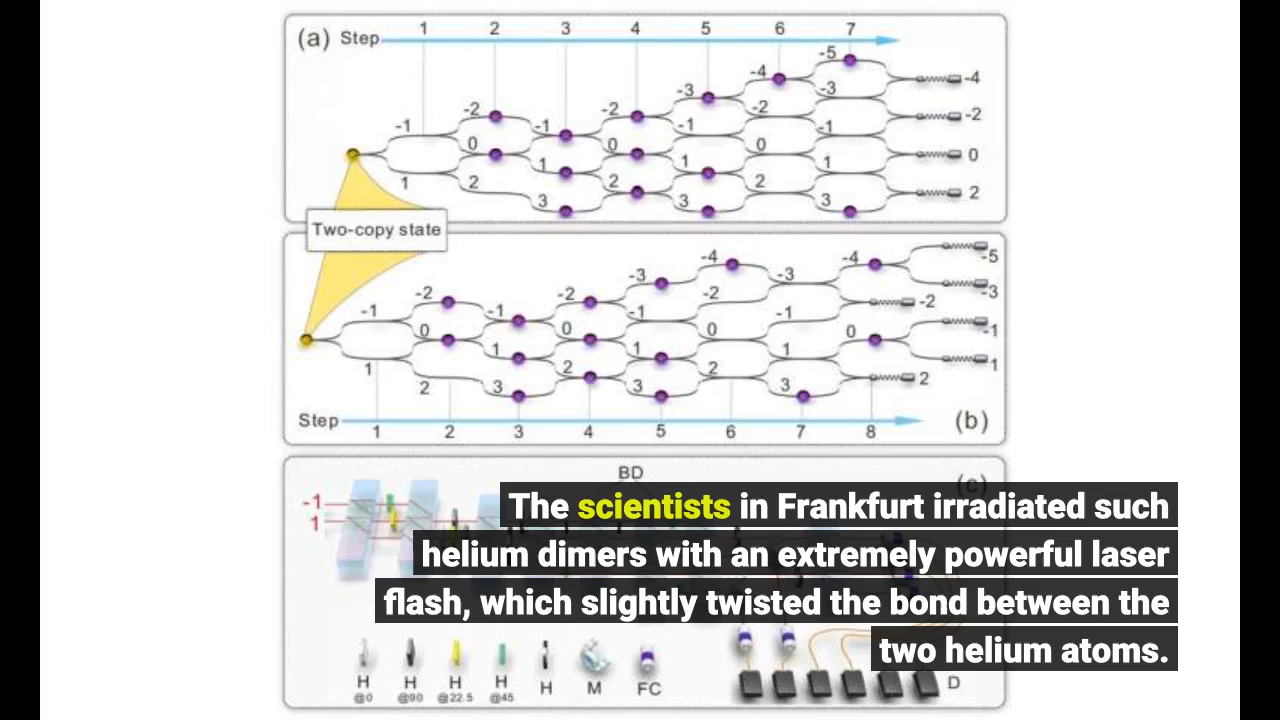 (a) Step 1 2 3 4 5 6 7
-1 -2 -1 -2 -3 -4 -5 -4
0 1 0 -1 -2 -3 -2
1 2 3 2 1 0 -1 0
3 2 1 2
3
Two-copy state
-1 -2 -1 -2 -3 -4 -3 -4 -5
0 1 0 -1 -2 -1 -3
1 2 3 2 1 0 1 0 -2
3 2 3 -1
1
2
Step 1 2 3 4 5 6 7 8 (b)
BD (c)
-1
1
The scientists in Frankfurt irradiated such
helium dimers with an extremely powerful laser
flash, which slightly twisted the bond between the
two helium atoms.
H H H H H M FC D
@0 @90 @22.5 @45